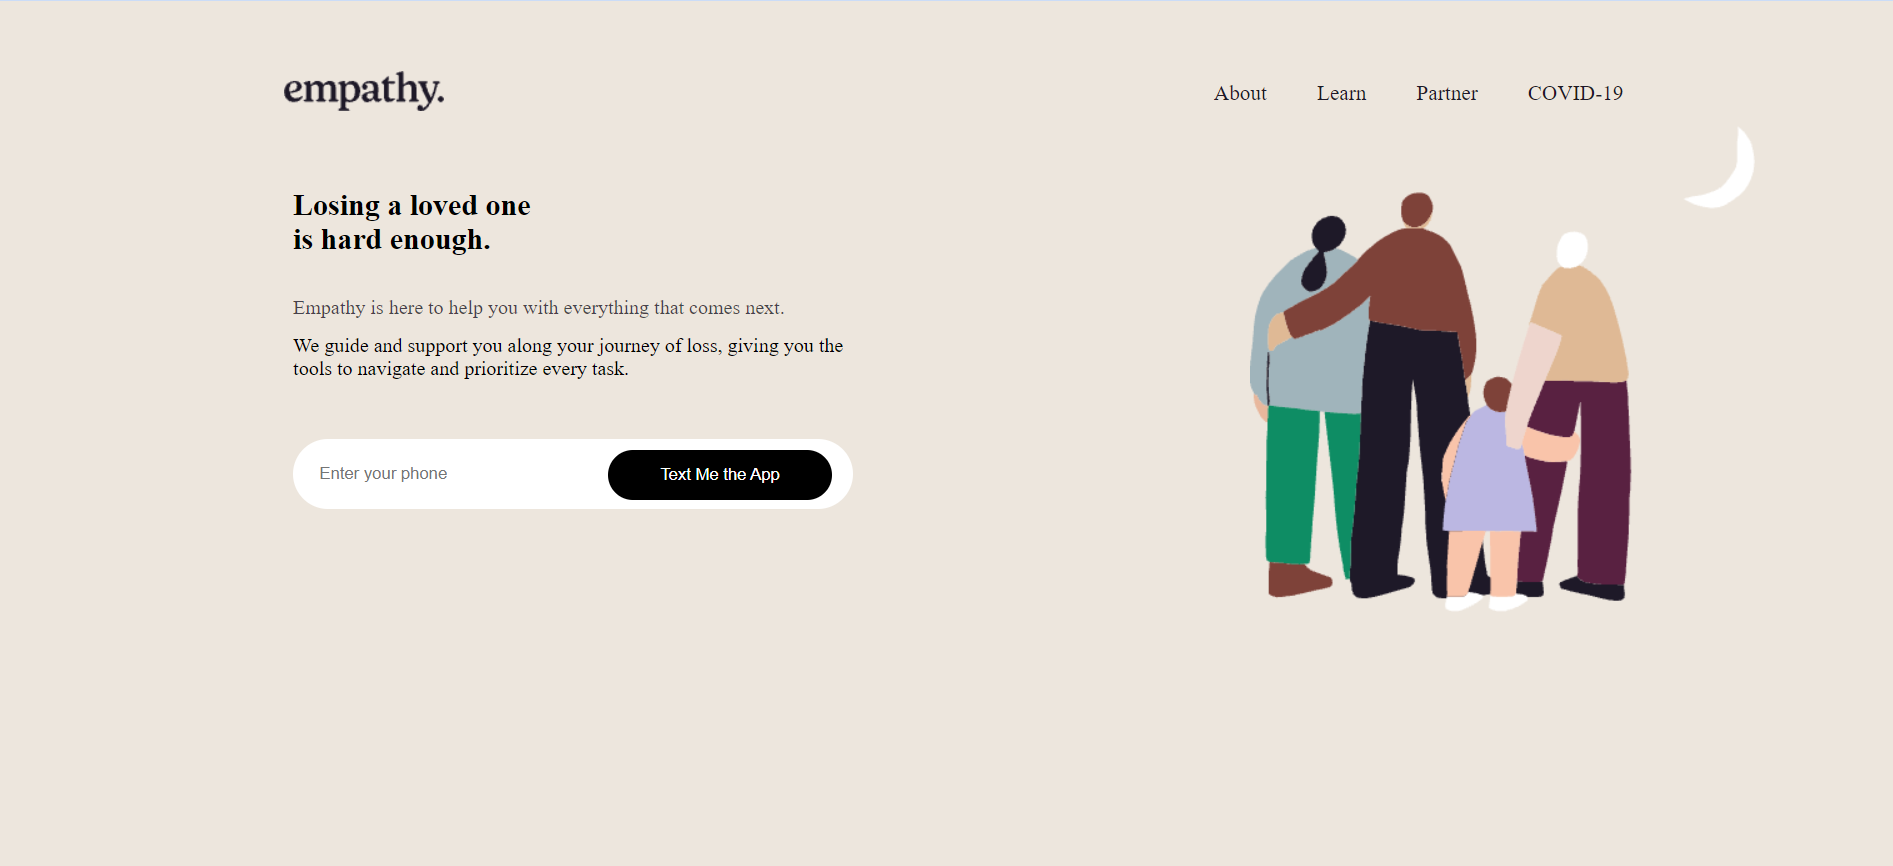 empathy.
About Learn Partner COVID-19
Losing a loved one
is hard enough.
Empathy is here to help you with everything that comes next.
We guide and support you along your journey of loss, giving you the
tools to navigate and prioritize every task.
Enter your phone Text Me the App